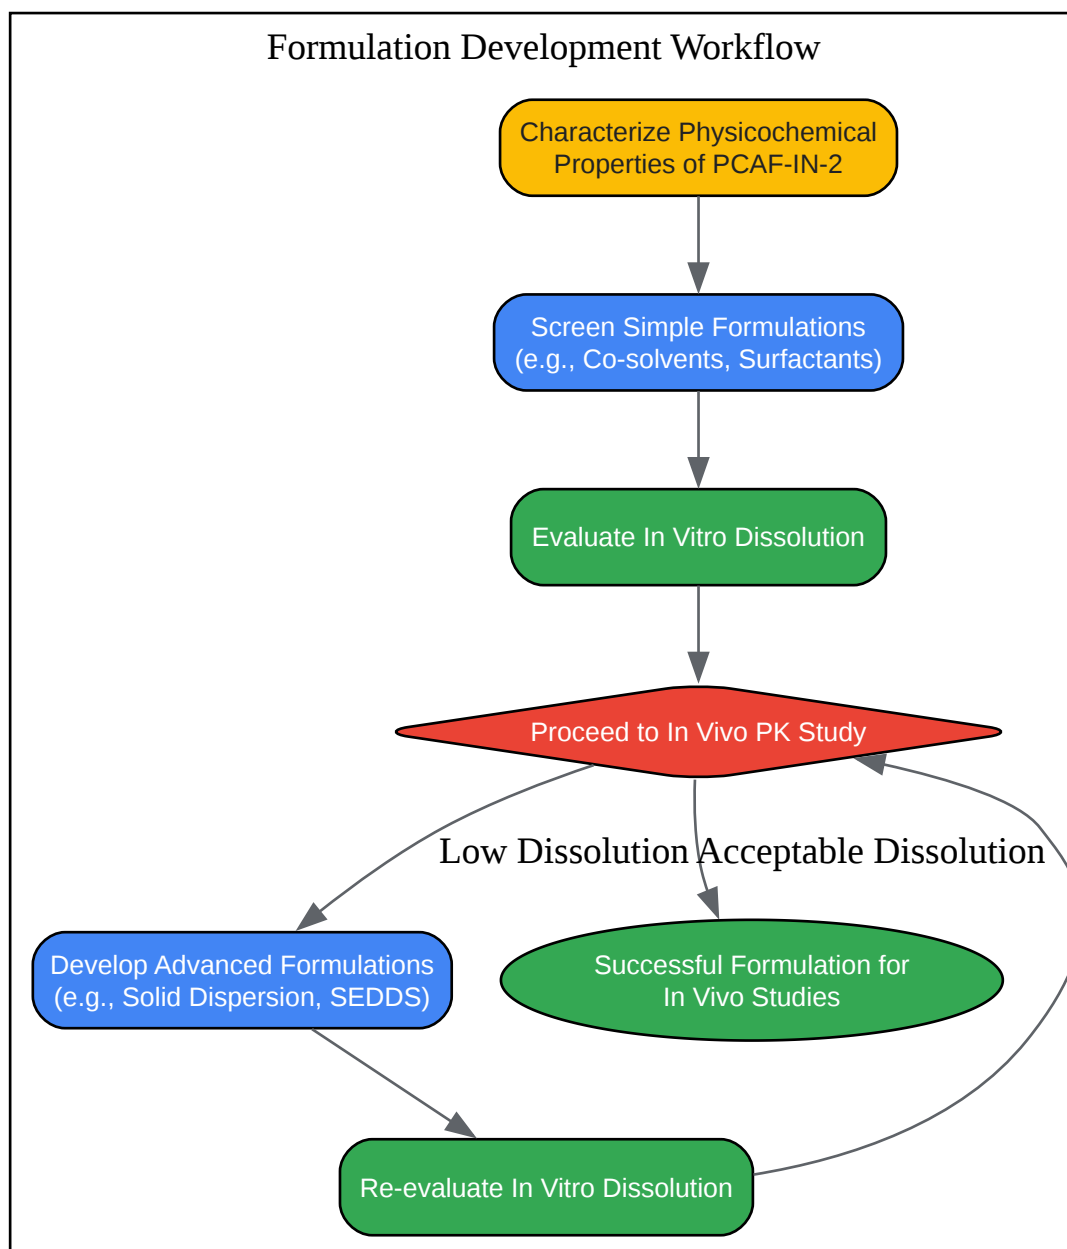 Formulation Development Workflow
Characterize Physicochemical
Properties of PCAF-IN-2
Screen Simple Formulations
(e.g., Co-solvents, Surfactants)
Evaluate In Vitro Dissolution
Proceed to In Vivo PK Study
Low Dissolution
Acceptable Dissolution
Develop Advanced Formulations
(e.g., Solid Dispersion, SEDDS)
Successful Formulation for
In Vivo Studies
Re-evaluate In Vitro Dissolution